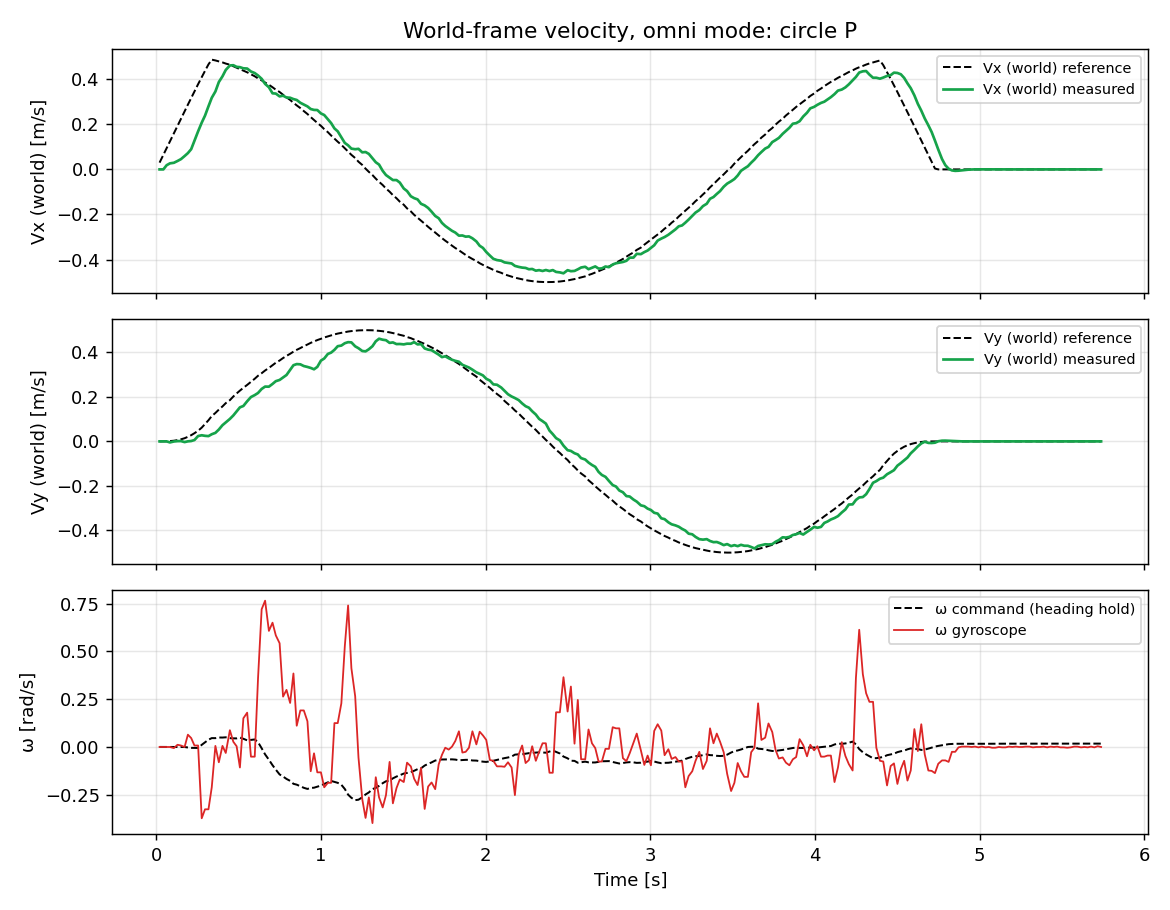 World-frame velocity, omni mode: circle P
Vx (world) [m/s]
0.4
0.2
0.0
−0.2
−0.4
Vx (world) reference
Vx (world) measured
Vy (world) [m/s]
0.4
0.2
0.0
−0.2
−0.4
Vy (world) reference
Vy (world) measured
ω [rad/s]
0.75
0.50
0.25
0.00
−0.25
ω command (heading hold)
ω gyroscope
0 1 2 3 4 5 6
Time [s]